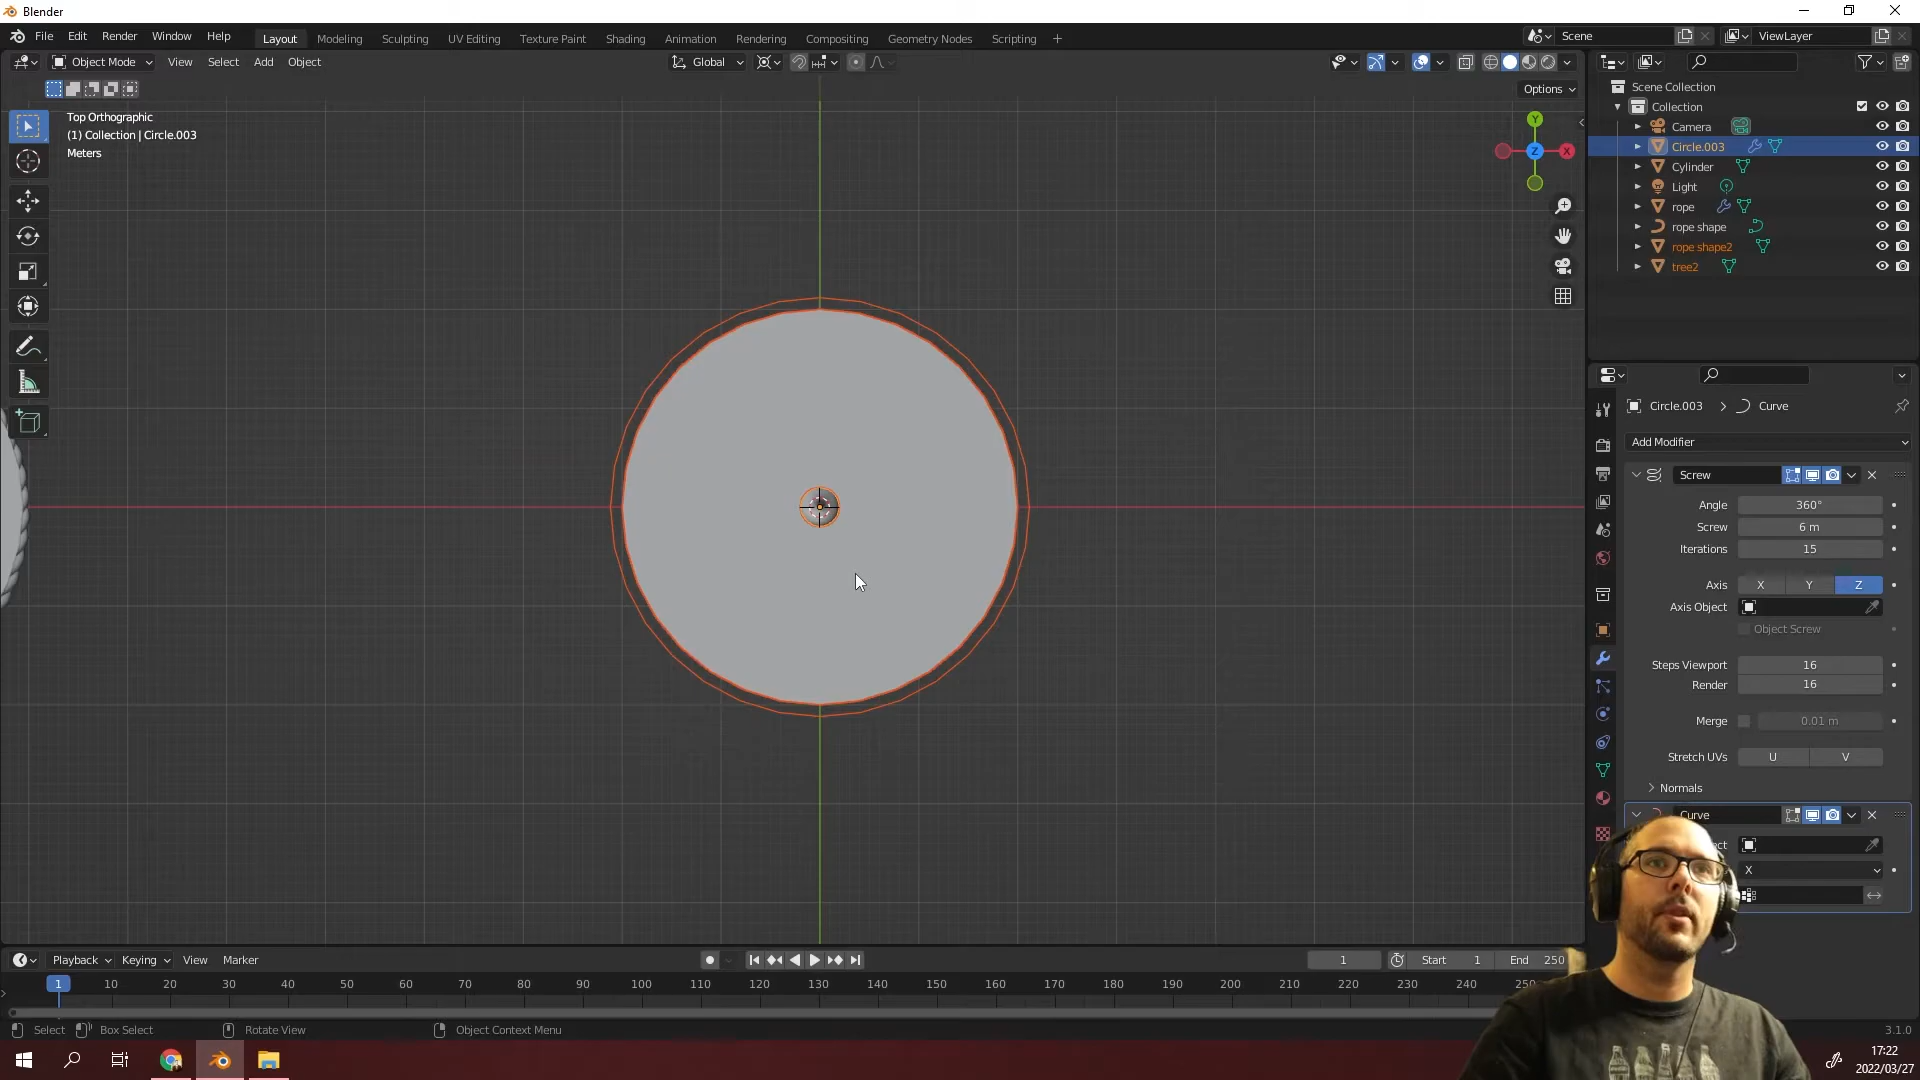 Blender
File Edit Render Window Help
Layout Modeling Sculpting UV Editing Texture Paint Shading Animation Rendering Compositing Geometry Nodes Scripting
Scene
ViewLayer
Object Mode View Select Add Object
Global
Options
Top Orthographic
(1) Collection | Circle.003
Meters
Y
Z
X
Scene Collection
Collection
Camera
Circle.003
Cylinder
Light
rope
rope shape
rope shape2
tree2
Circle.003 Curve
Add Modifier
Screw
Angle 360°
Screw 6 m
Iterations 15
Axis X Y Z
Axis Object
Object Screw
Steps Viewport 16
Render 16
Merge 0.01 m
Stretch UVs U V
Normals
Curve
X
Playback Keying View Marker
1
Start 1 End 250
1 10 20 30 40 50 60 70 80 90 100 110 120 130 140 150 160 170 180 190 200 210 220 230 240
Select Box Select Rotate View Object Context Menu
3.1.0
17:22
2022/03/27